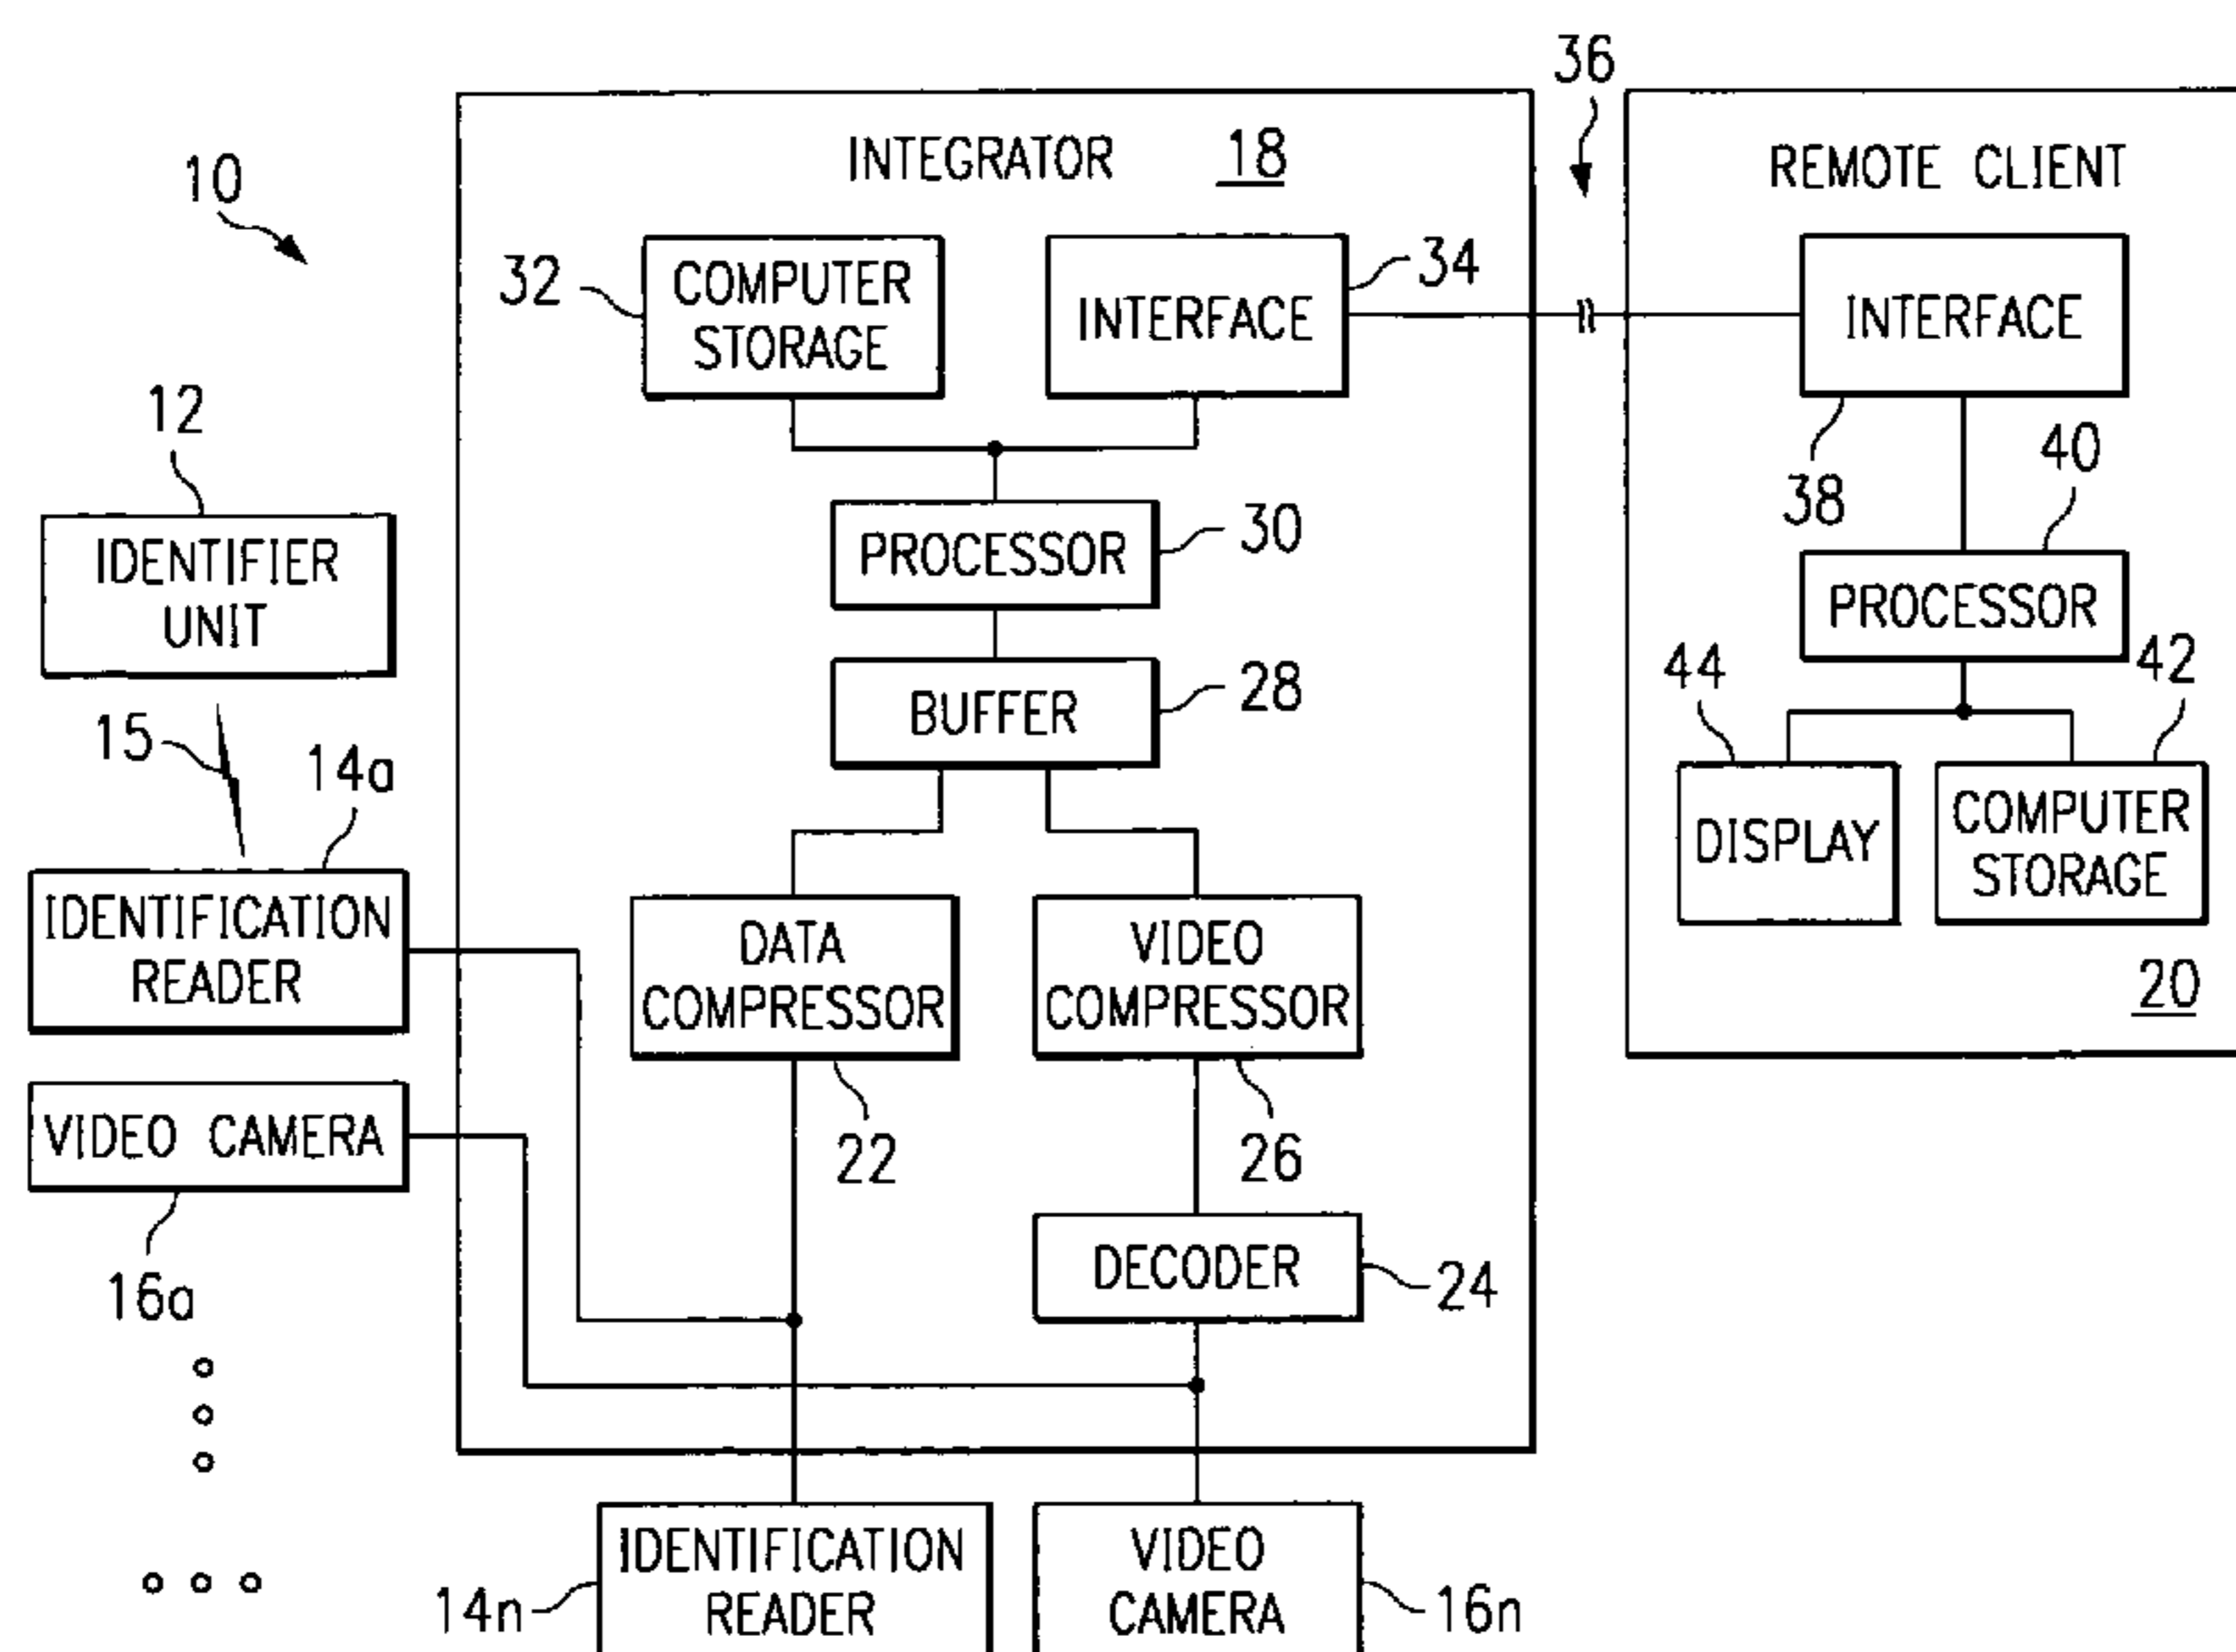 36
INTEGRATOR 18
REMOTE CLIENT
10
32
COMPUTER
STORAGE
INTERFACE
34
INTERFACE
12
38
40
IDENTIFIER
UNIT
PROCESSOR
30
PROCESSOR
15
14a
BUFFER
28
44
42
DISPLAY
COMPUTER
STORAGE
IDENTIFICATION
READER
DATA
COMPRESSOR
VIDEO
COMPRESSOR
20
VIDEO CAMERA
22
26
16a
DECODER
24
14n
IDENTIFICATION
READER
VIDEO
CAMERA
16n